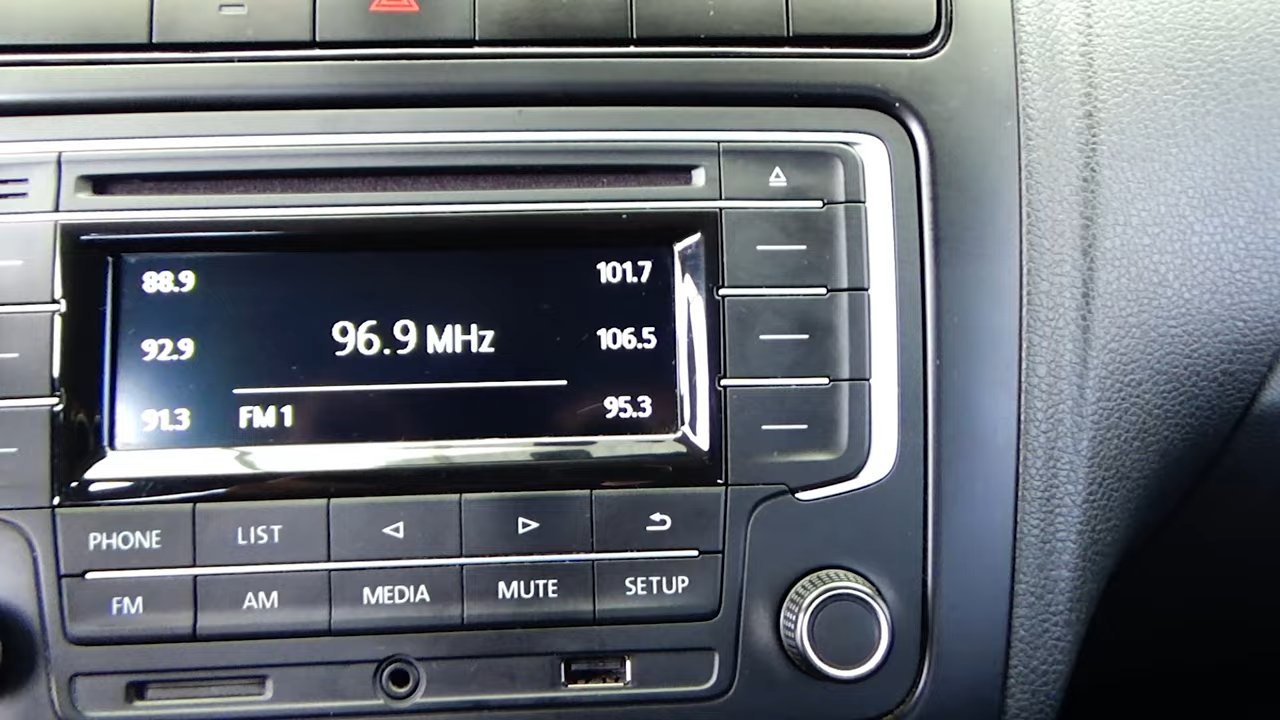 88.9
101.7
92.9
96.9 MHz
106.5
91.3
FM 1
95.3
PHONE
LIST
FM
AM
MEDIA
MUTE
SETUP